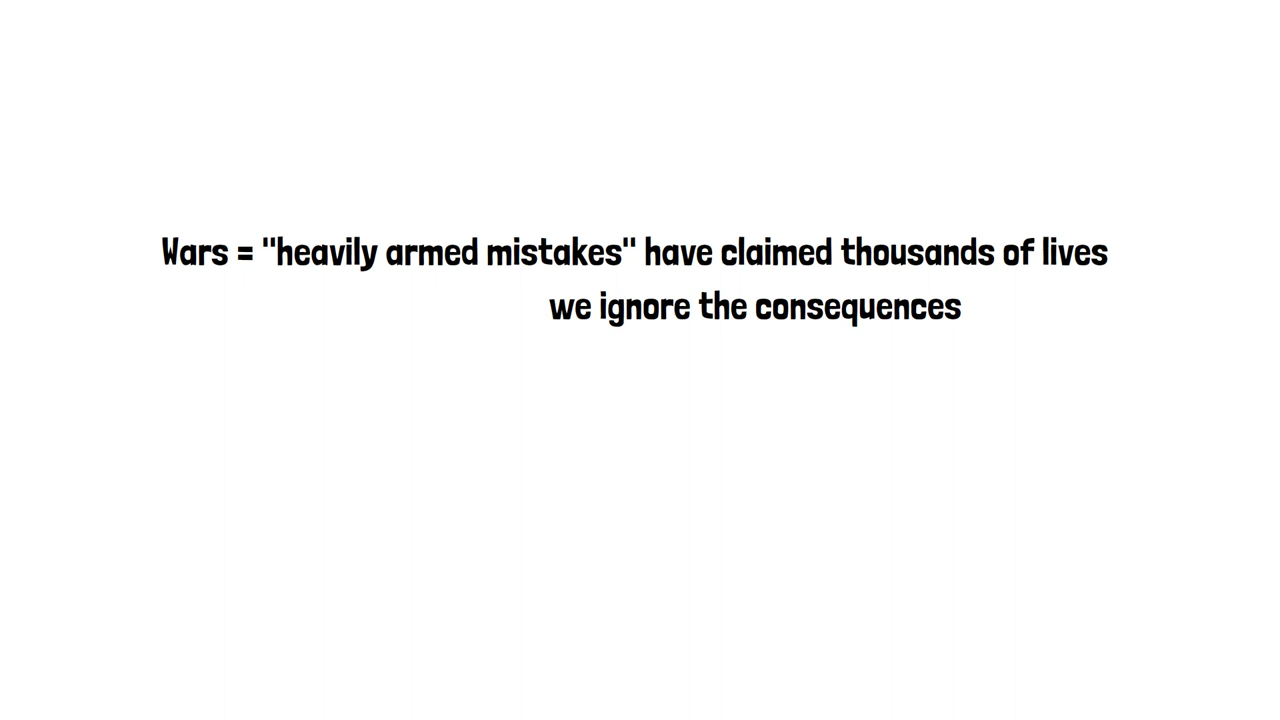 Wars = "heavily armed mistakes" have claimed thousands of lives
we ignore the consequences